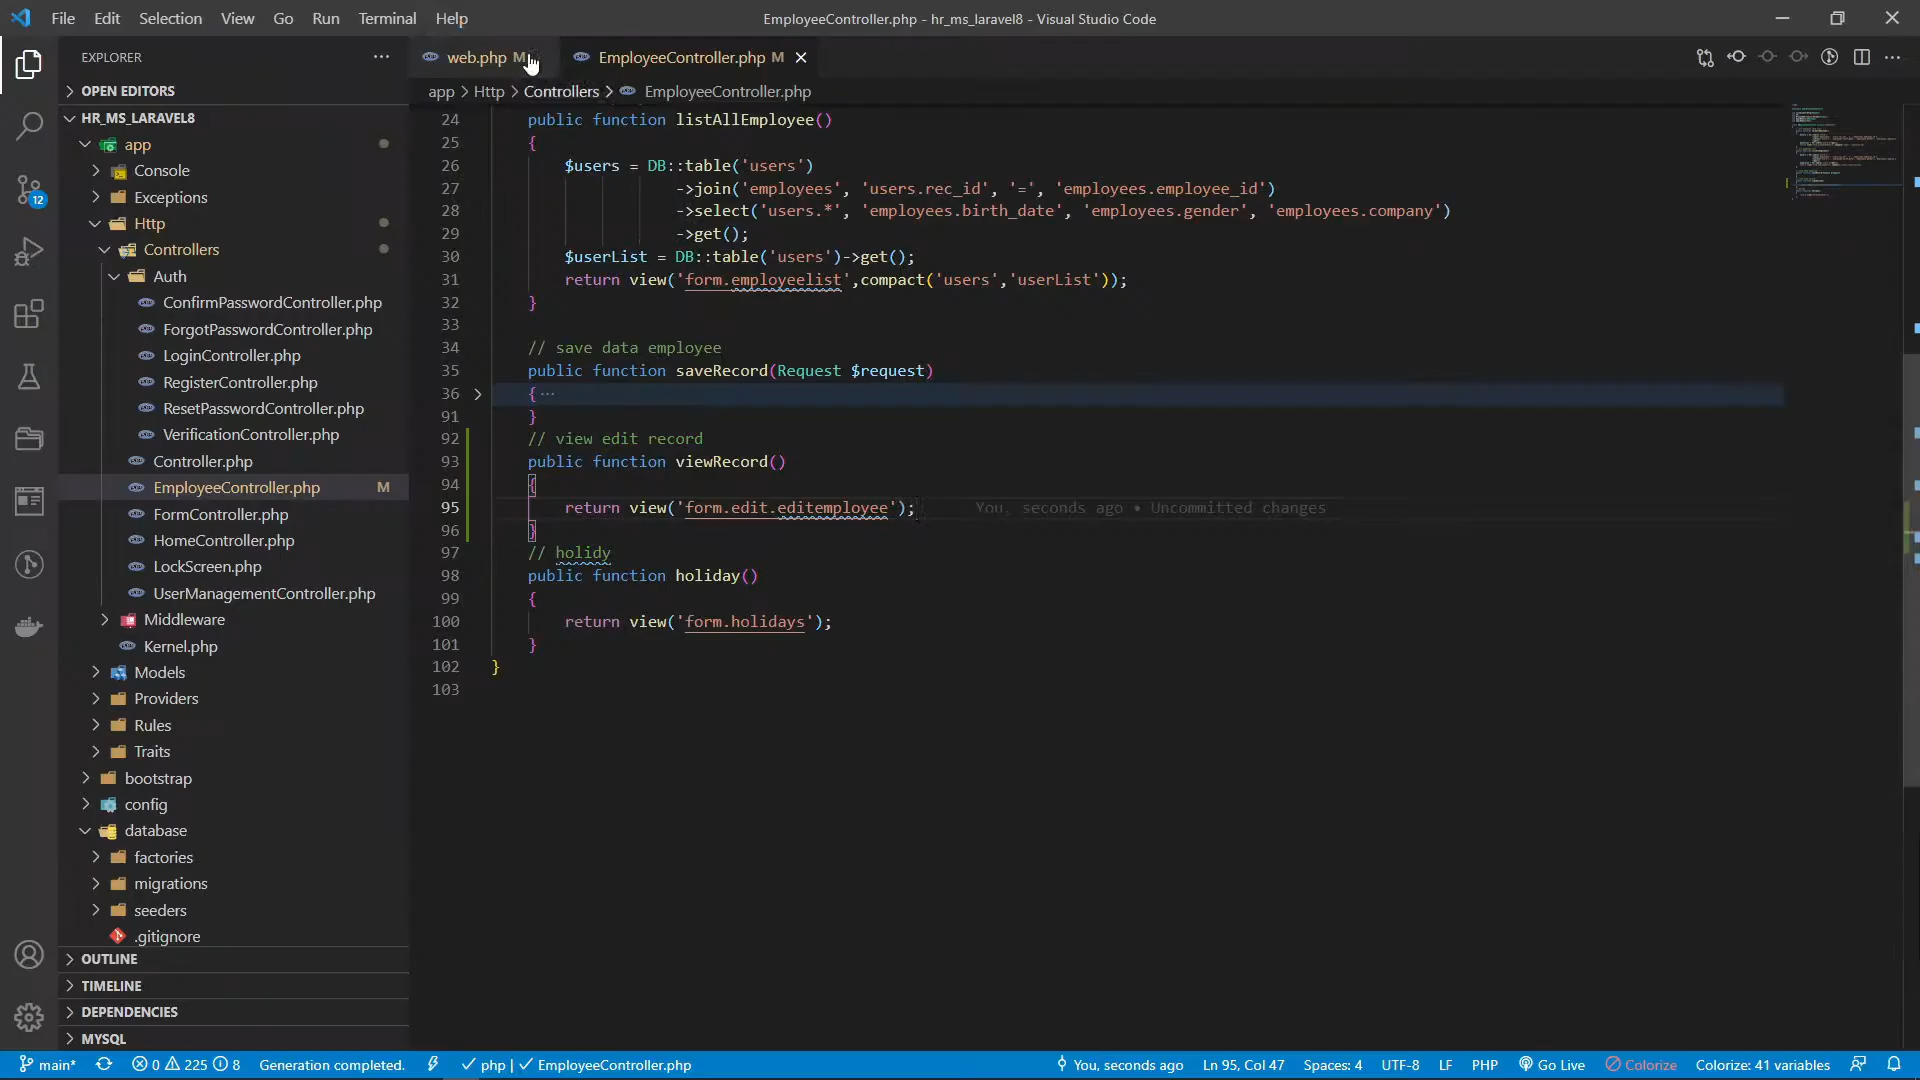 File Edit Selection View Go Run Terminal Help
EmployeeController.php - hr_ms_laravel8 - Visual Studio Code
EXPLORER
web.php M
EmployeeController.php M
OPEN EDITORS
app > Http > Controllers > EmployeeController.php
HR_MS_LARAVEL8
app
Console
Exceptions
Http
Controllers
Auth
ConfirmPasswordController.php
ForgotPasswordController.php
LoginController.php
RegisterController.php
ResetPasswordController.php
VerificationController.php
Controller.php
EmployeeController.php M
FormController.php
HomeController.php
LockScreen.php
UserManagementController.php
Middleware
Kernel.php
Models
Providers
Rules
Traits
bootstrap
config
database
factories
migrations
seeders
.gitignore
OUTLINE
TIMELINE
DEPENDENCIES
MYSQL
12
24 public function listAllEmployee()
25 {
26 $users = DB::table('users')
27 ->join('employees', 'users.rec_id', '=', 'employees.employee_id')
28 ->select('users.*', 'employees.birth_date', 'employees.gender', 'employees.company')
29 ->get();
30 $userList = DB::table('users')->get();
31 return view('form.employeelist',compact('users','userList'));
32 }
33
34 // save data employee
35 public function saveRecord(Request $request)
36 { ···
91 }
92 // view edit record
93 public function viewRecord()
94 {
95 return view('form.edit.editemployee'); You, seconds ago • Uncommitted changes
96 }
97 // holidy
98 public function holiday()
99 {
100 return view('form.holidays');
101 }
102 }
103
main* 0 225 8 Generation completed. php | EmployeeController.php You, seconds ago Ln 95, Col 47 Spaces: 4 UTF-8 LF PHP Go Live Colorize Colorize: 41 variables